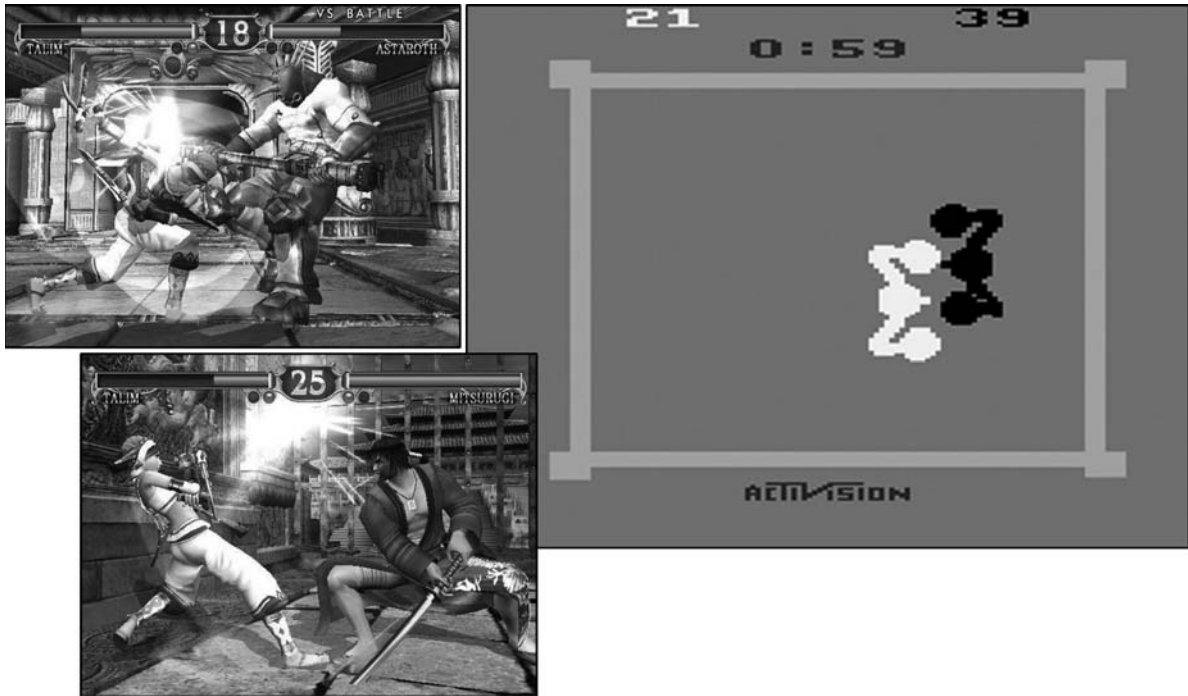 VS BATTLE
18
TALIM ASTAROTH
21 39
0:59
ACTIVISION
25
TALIM MITSURUGI